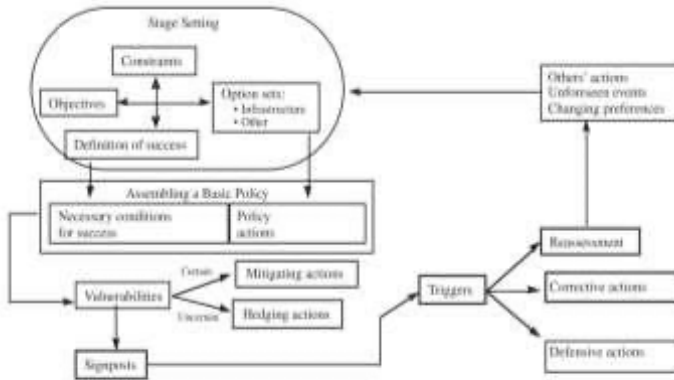 Stage Setting
Constraints
Objectives
Option sets:
• Infrastructure
• Other
Definition of success
Others' actions
Unforeseen events
Changing preferences
Assembling a Basic Policy
Necessary conditions
for success
Policy
actions
Vulnerabilities
Certain
Mitigating actions
Uncertain
Hedging actions
Signposts
Triggers
Reassessment
Corrective actions
Defensive actions